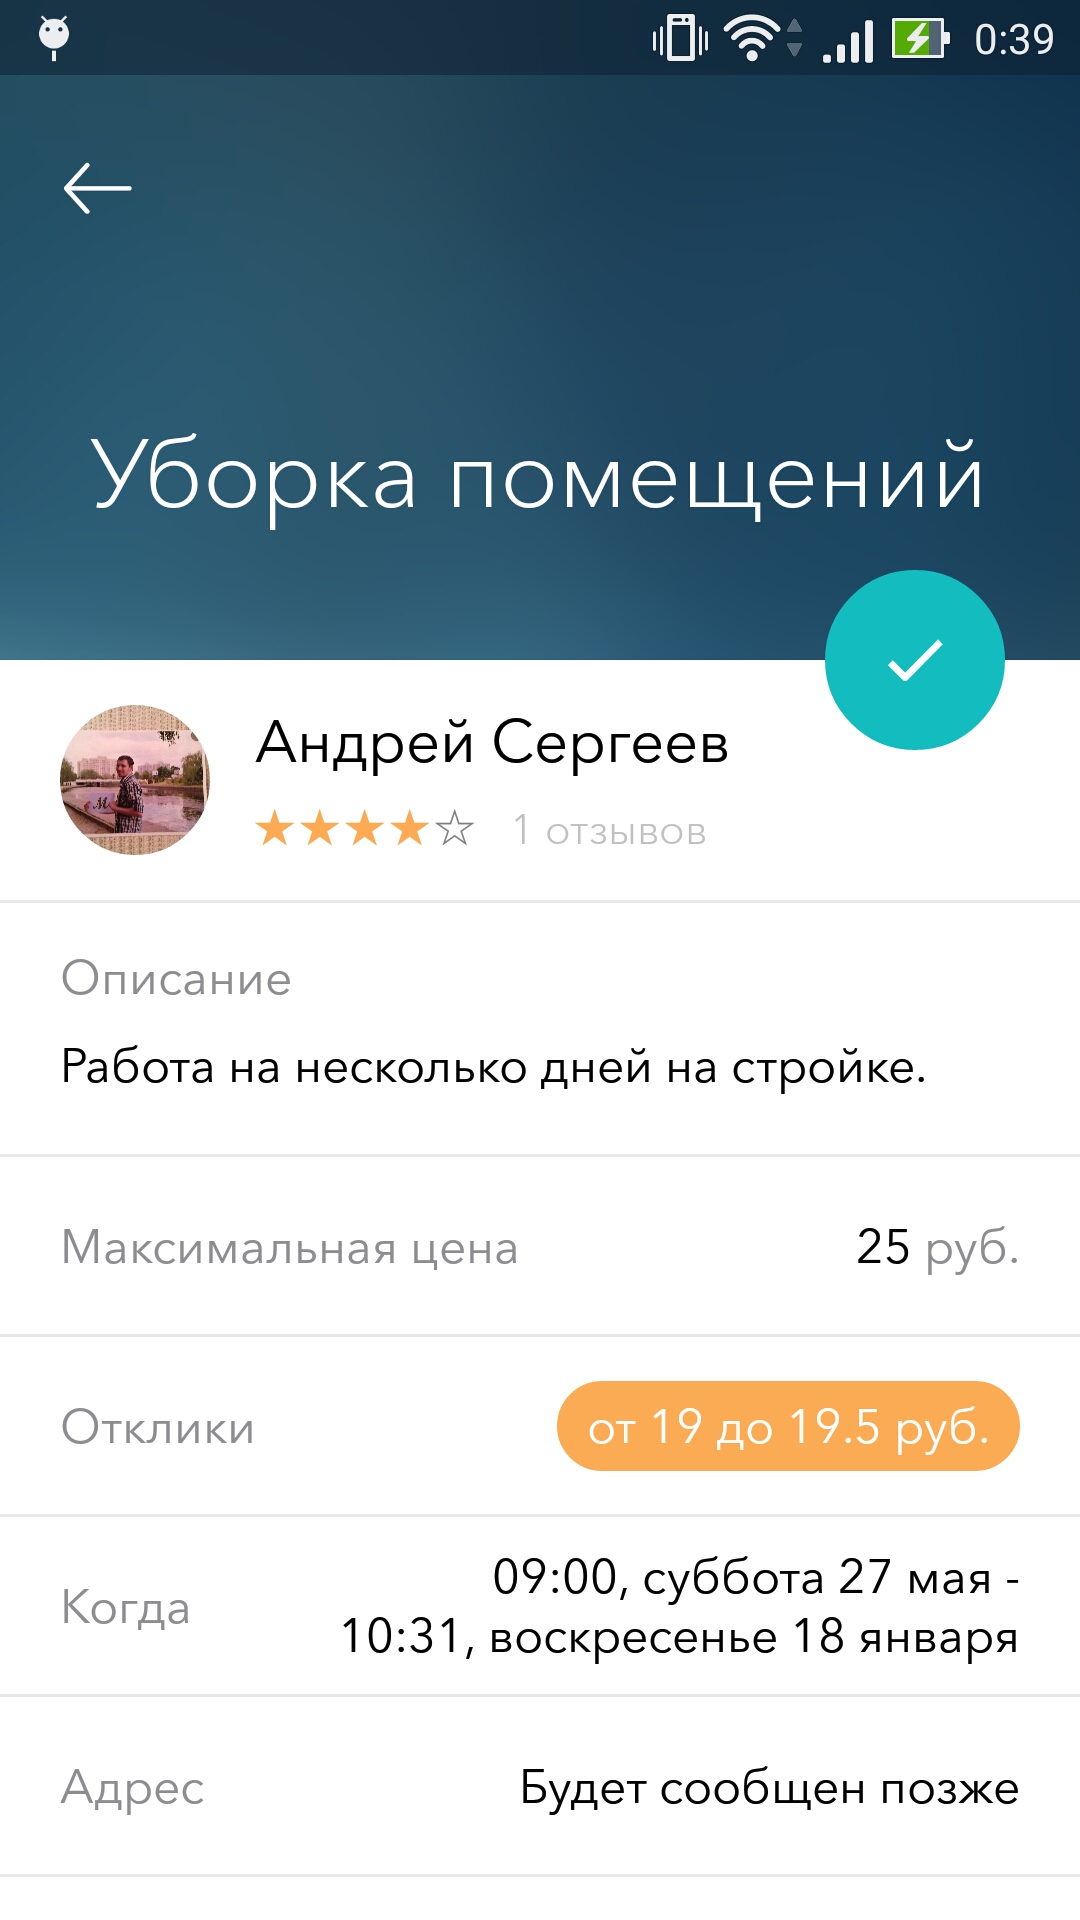 0:39
Уборка помещений
Андрей Сергеев
1 отзывов
Описание
Работа на несколько дней на стройке.
Максимальная цена 25 руб.
Отклики от 19 до 19.5 руб.
Когда 09:00, суббота 27 мая -
10:31, воскресенье 18 января
Адрес Будет сообщен позже